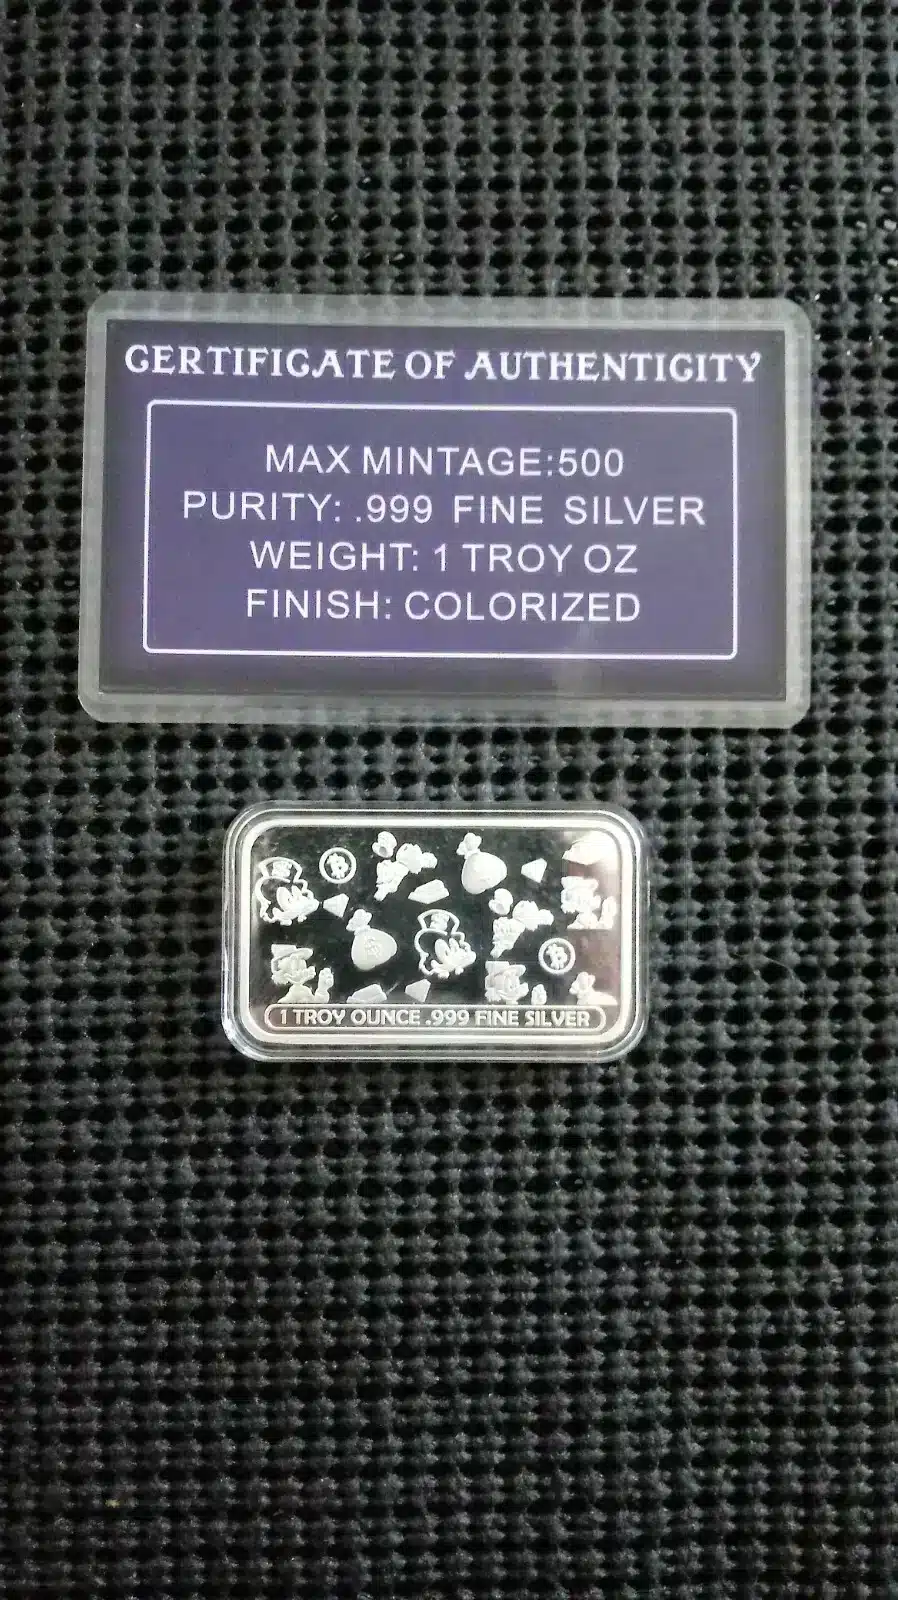 CERTIFICATE OF AUTHENTICITY
MAX MINTAGE:500
PURITY: .999 FINE SILVER
WEIGHT: 1 TROY OZ
FINISH: COLORIZED
1 TROY OUNCE .999 FINE SILVER